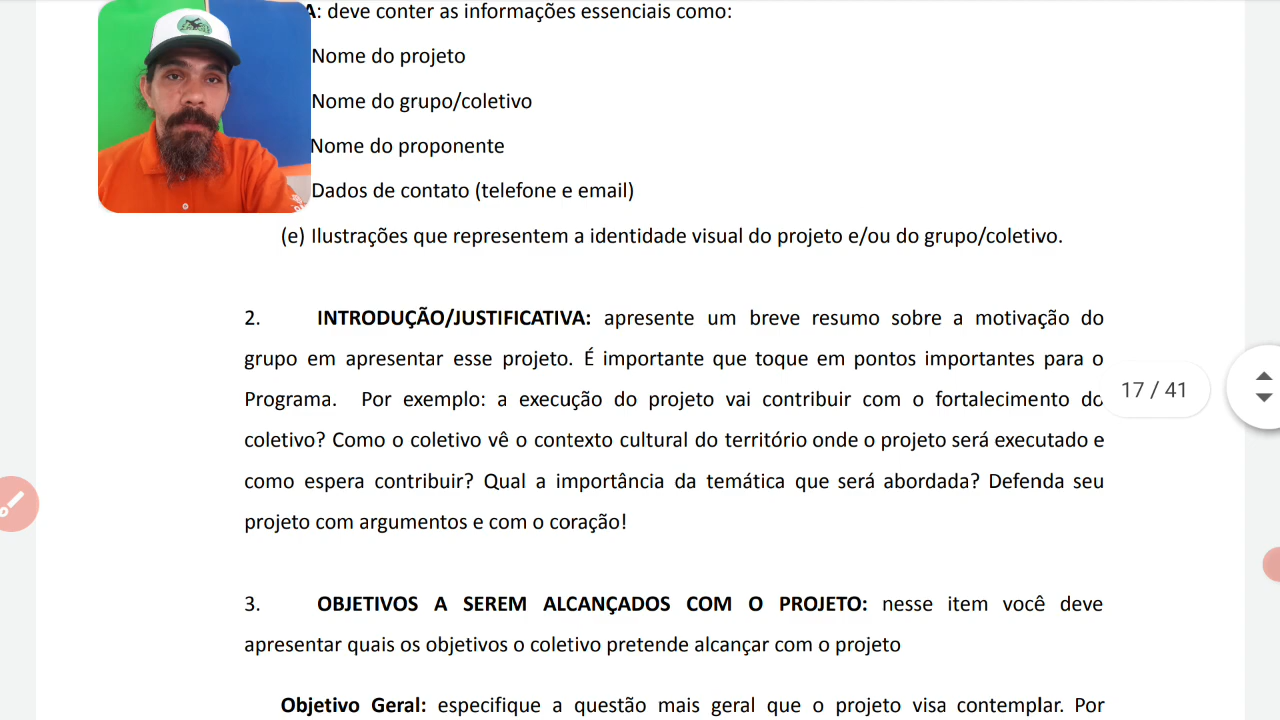 A: deve conter as informações essenciais como:
Nome do projeto
Nome do grupo/coletivo
Nome do proponente
Dados de contato (telefone e email)
(e) Ilustrações que representem a identidade visual do projeto e/ou do grupo/coletivo.
2. INTRODUÇÃO/JUSTIFICATIVA: apresente um breve resumo sobre a motivação do
grupo em apresentar esse projeto. É importante que toque em pontos importantes para o
Programa. Por exemplo: a execução do projeto vai contribuir com o fortalecimento do
17 / 41
coletivo? Como o coletivo vê o contexto cultural do território onde o projeto será executado e
como espera contribuir? Qual a importância da temática que será abordada? Defenda seu
projeto com argumentos e com o coração!
3. OBJETIVOS A SEREM ALCANÇADOS COM O PROJETO: nesse item você deve
apresentar quais os objetivos o coletivo pretende alcançar com o projeto
Objetivo Geral: especifique a questão mais geral que o projeto visa contemplar. Por